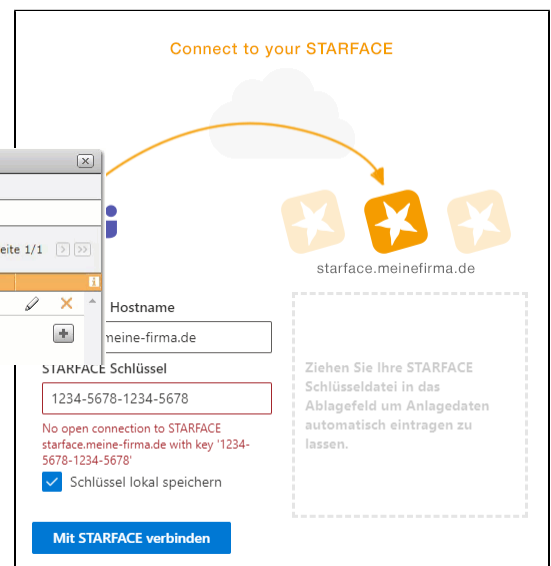 Connect to your STARFACE
eite 1/1
starface.meinefirma.de
Hostname
meine-firma.de
STARFACE Schlüssel
1234-5678-1234-5678
No open connection to STARFACE
starface.meine-firma.de with key '1234-
5678-1234-5678'
Schlüssel lokal speichern
Mit STARFACE verbinden
Ziehen Sie Ihre STARFACE
Schlüsseldatei in das
Ablagefeld um Anlagedaten
automatisch eintragen zu
lassen.